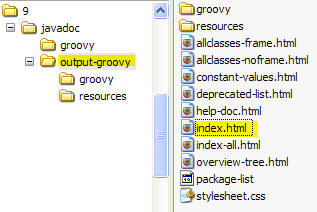 9
javadoc
groovy
output-groovy
groovy
resources
groovy
resources
allclasses-frame.html
allclasses-noframe.html
constant-values.html
deprecated-list.html
help-doc.html
index.html
index-all.html
overview-tree.html
package-list
stylesheet.css